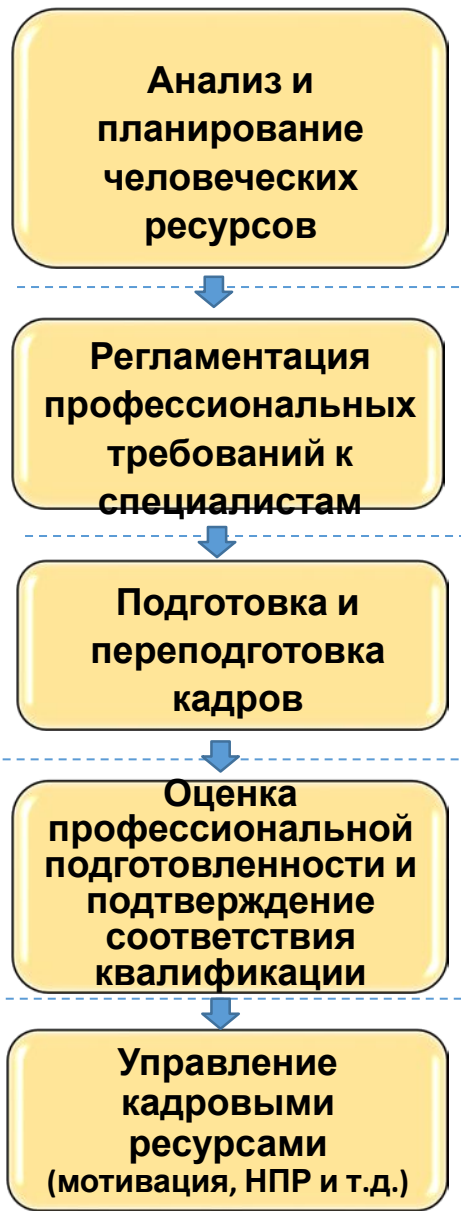 Анализ и
планирование
человеческих
ресурсов
Регламентация
профессиональных
требований к
специалистам
Подготовка и
переподготовка
кадров
Оценка
профессиональной
подготовленности и
подтверждение
соответствия
квалификации
Управление
кадровыми
ресурсами
(мотивация, НПР и т.д.)